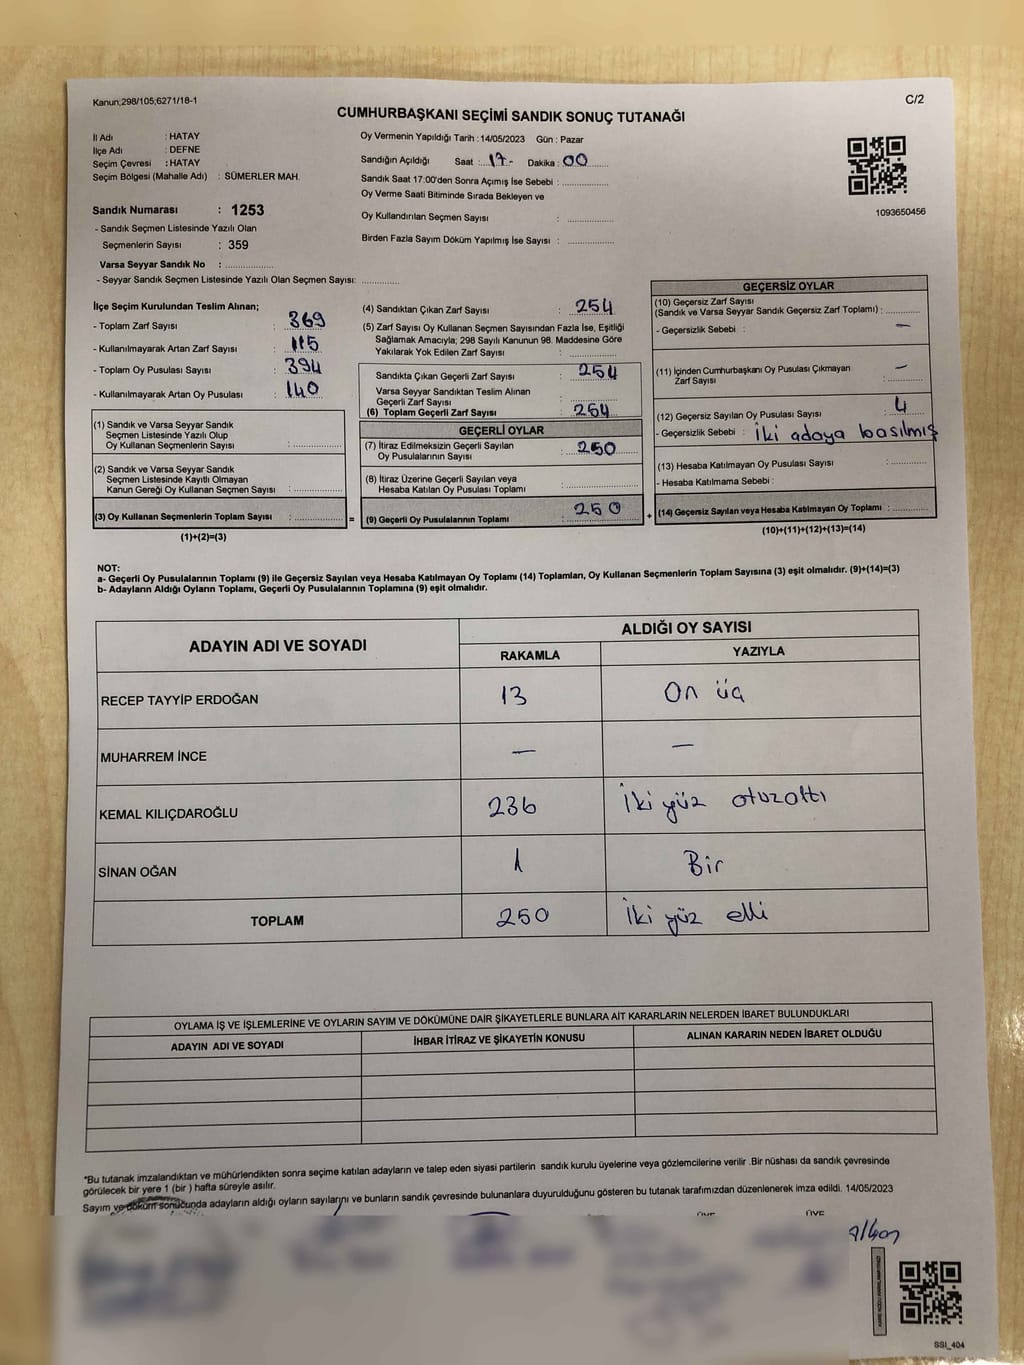 Kanun;298/105;6271/18-1
C/2
CUMHURBAŞKANI SEÇİMİ SANDIK SONUÇ TUTANAĞI
İl Adı : HATAY
İlçe Adı : DEFNE
Seçim Çevresi : HATAY
Seçim Bölgesi (Mahalle Adı) : SÜMERLER MAH.
Sandık Numarası : 1253
- Sandık Seçmen Listesinde Yazılı Olan
Seçmenlerin Sayısı : 359
Varsa Seyyar Sandık No : ..............
- Seyyar Sandık Seçmen Listesinde Yazılı Olan Seçmen Sayısı: ............
Oy Vermenin Yapıldığı Tarih : 14/05/2023 Gün : Pazar
Sandığın Açıldığı Saat : 17- Dakika : 00
Sandık Saat 17:00'den Sonra Açımış İse Sebebi : ..............
Oy Verme Saati Bitiminde Sırada Bekleyen ve
Oy Kullandırılan Seçmen Sayısı : ..............
Birden Fazla Sayım Döküm Yapılmış İse Sayısı : ..............
1093650456
İlçe Seçim Kurulundan Teslim Alınan;
- Toplam Zarf Sayısı : 369
- Kullanılmayarak Artan Zarf Sayısı : 115
- Toplam Oy Pusulası Sayısı : 394
- Kullanılmayarak Artan Oy Pusulası : 140
(1) Sandık ve Varsa Seyyar Sandık
Seçmen Listesinde Yazılı Olup
Oy Kullanan Seçmenlerin Sayısı : ..............
(2) Sandık ve Varsa Seyyar Sandık
Seçmen Listesinde Kayıtlı Olmayan
Kanun Gereği Oy Kullanan Seçmen Sayısı : ..............
(3) Oy Kullanan Seçmenlerin Toplam Sayısı : ..............
(1)+(2)=(3)
=
(4) Sandıktan Çıkan Zarf Sayısı : 254
(5) Zarf Sayısı Oy Kullanan Seçmen Sayısından Fazla İse, Eşitliği
Sağlamak Amacıyla; 298 Sayılı Kanunun 98. Maddesine Göre
Yakılarak Yok Edilen Zarf Sayısı : ..............
Sandıkta Çıkan Geçerli Zarf Sayısı : 254
Varsa Seyyar Sandıktan Teslim Alınan
Geçerli Zarf Sayısı : ..............
(6) Toplam Geçerli Zarf Sayısı : 254
GEÇERLİ OYLAR
(7) İtiraz Edilmeksizin Geçerli Sayılan
Oy Pusulalarının Sayısı : 250
(8) İtiraz Üzerine Geçerli Sayılan veya
Hesaba Katılan Oy Pusulası Toplamı : ..............
(9) Geçerli Oy Pusulalarının Toplamı : 250
+
GEÇERSİZ OYLAR
(10) Geçersiz Zarf Sayısı
(Sandık ve Varsa Seyyar Sandık Geçersiz Zarf Toplamı) : ..............
- Geçersizlik Sebebi : —
(11) İçinden Cumhurbaşkanı Oy Pusulası Çıkmayan
Zarf Sayısı : —
(12) Geçersiz Sayılan Oy Pusulası Sayısı : 4
- Geçersizlik Sebebi : İki adaya basılmış
(13) Hesaba Katılmayan Oy Pusulası Sayısı : ..............
- Hesaba Katılmama Sebebi :
(14) Geçersiz Sayılan veya Hesaba Katılmayan Oy Toplamı : ..............
(10)+(11)+(12)+(13)=(14)
NOT:
a- Geçerli Oy Pusulalarının Toplamı (9) ile Geçersiz Sayılan veya Hesaba Katılmayan Oy Toplamı (14) Toplamları, Oy Kullanan Seçmenlerin Toplam Sayısına (3) eşit olmalıdır. (9)+(14)=(3)
b- Adayların Aldığı Oyların Toplamı, Geçerli Oy Pusulalarının Toplamına (9) eşit olmalıdır.
ADAYIN ADI VE SOYADI ALDIĞI OY SAYISI
RAKAMLA YAZIYLA
RECEP TAYYİP ERDOĞAN 13 On üç
MUHARREM İNCE — —
KEMAL KILIÇDAROĞLU 236 İki yüz otuzaltı
SİNAN OĞAN 1 Bir
TOPLAM 250 İki yüz elli
OYLAMA İŞ VE İŞLEMLERİNE VE OYLARIN SAYIM VE DÖKÜMÜNE DAİR ŞİKAYETLERLE BUNLARA AİT KARARLARIN NELERDEN İBARET BULUNDUKLARI
ADAYIN ADI VE SOYADI İHBAR İTİRAZ VE ŞİKAYETİN KONUSU ALINAN KARARIN NEDEN İBARET OLDUĞU
*Bu tutanak imzalandıktan ve mühürlendikten sonra seçime katılan adayların ve talep eden siyasi partilerin sandık kurulu üyelerine veya gözlemcilerine verilir .Bir nüshası da sandık çevresinde
görülecek bir yere 1 (bir ) hafta süreyle asılır.
Sayım ve döküm sonucunda adayların aldığı oyların sayılarını ve bunların sandık çevresinde bulunanlara duyurulduğunu gösteren bu tutanak tarafımızdan düzenlenerek imza edildi. 14/05/2023
ÜYE ÜYE
SSI_404